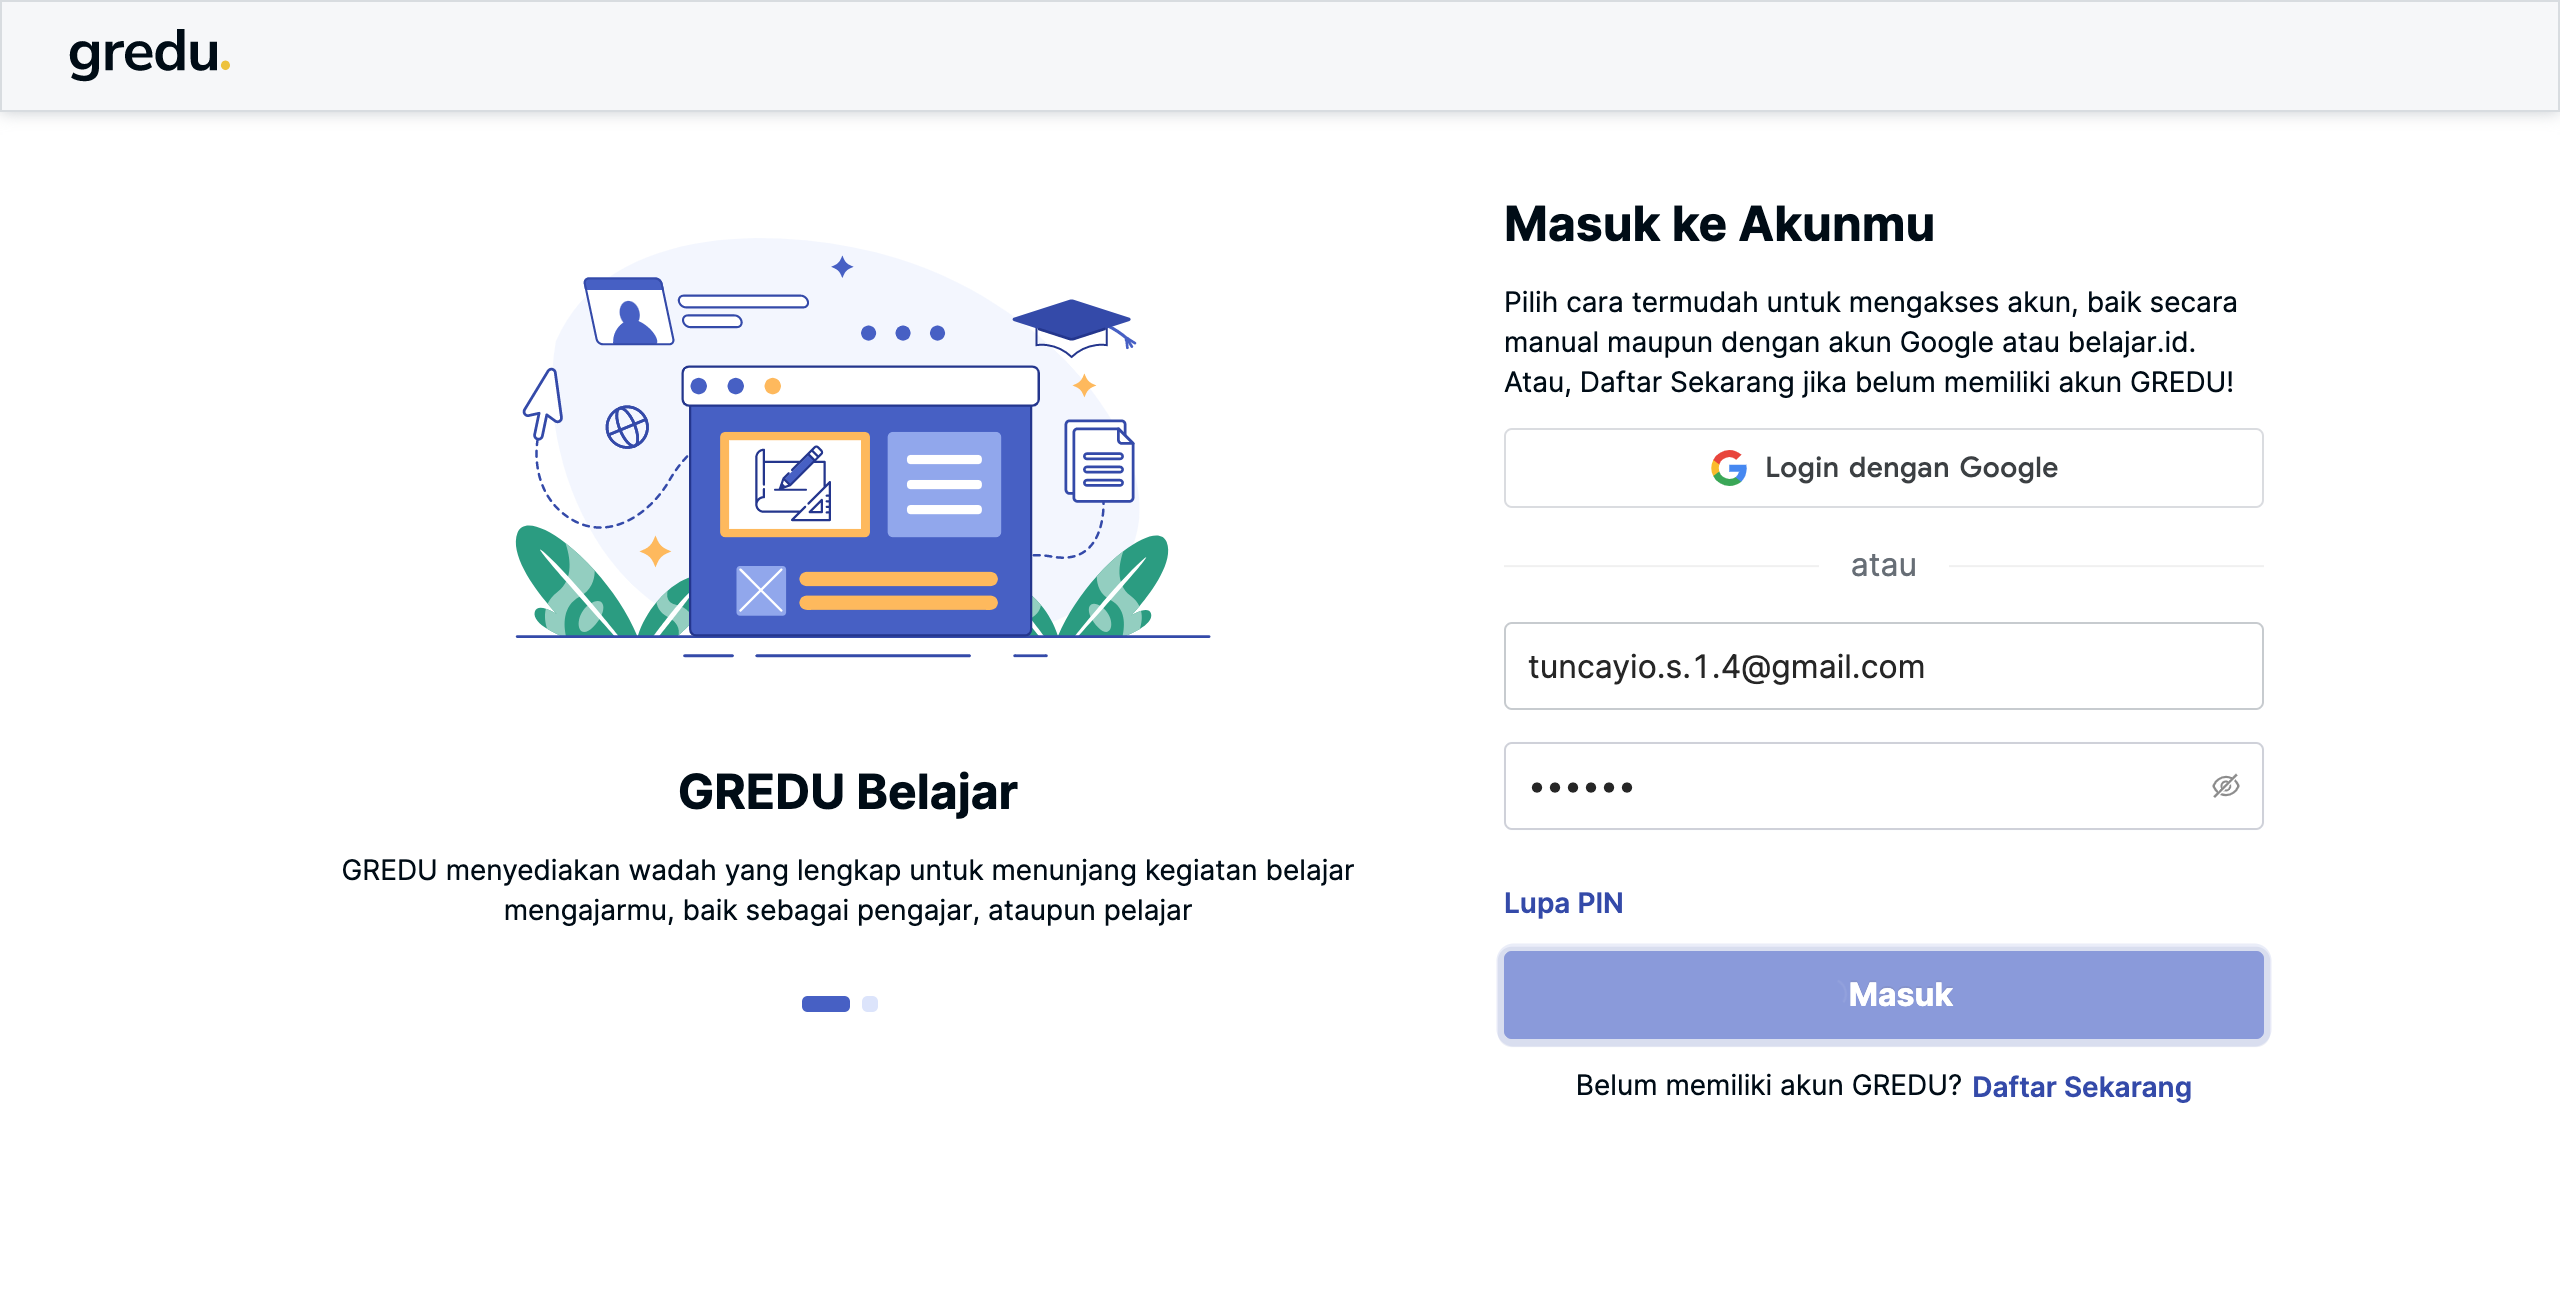 gredu.
Masuk ke Akunmu
Pilih cara termudah untuk mengakses akun, baik secara
manual maupun dengan akun Google atau belajar.id.
Atau, Daftar Sekarang jika belum memiliki akun GREDU!
Login dengan Google
atau
tuncayio.s.1.4@gmail.com
••••••
Lupa PIN
Masuk
Belum memiliki akun GREDU? Daftar Sekarang
GREDU Belajar
GREDU menyediakan wadah yang lengkap untuk menunjang kegiatan belajar
mengajarmu, baik sebagai pengajar, ataupun pelajar